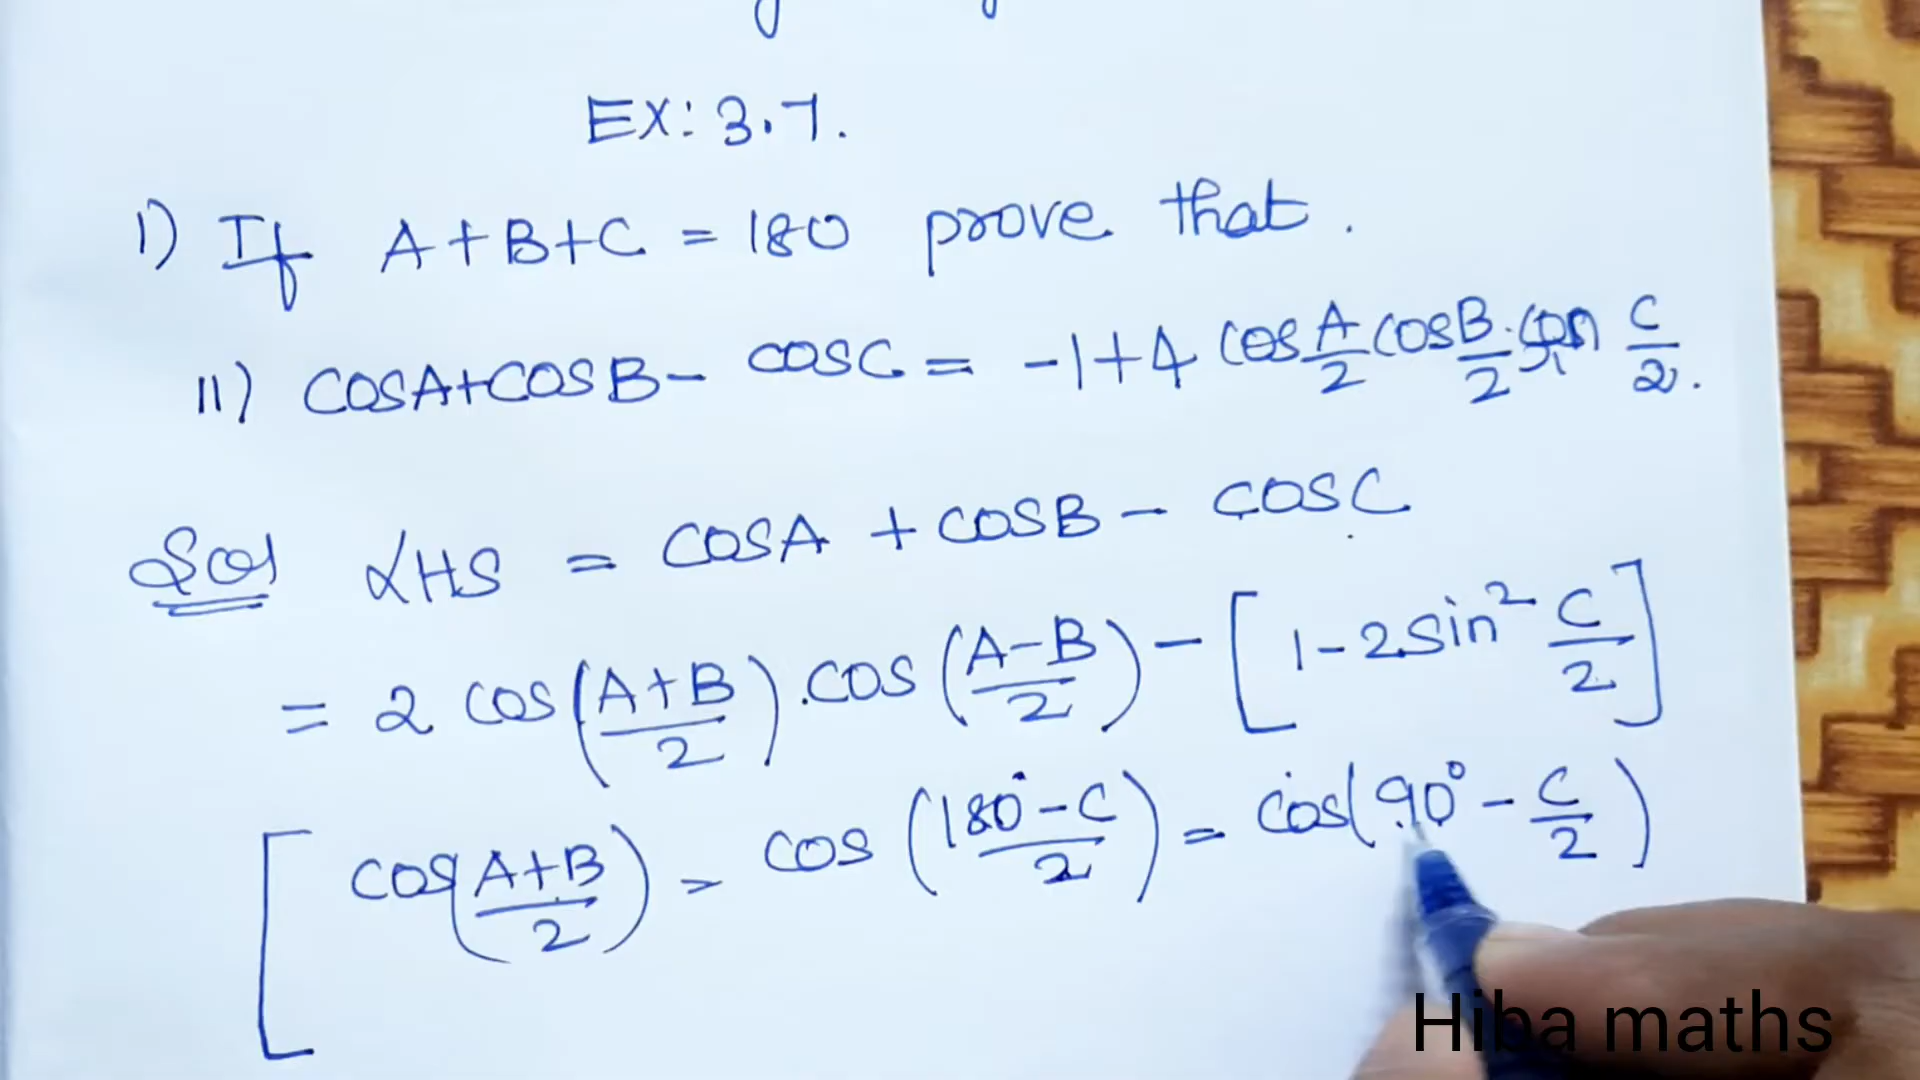 EX: 3.7.
1) If A+B+C = 180 prove that.
11) COSA+COSB- COSC = -1+4 cos A/2 cos B/2 . sin C/2.
Sol LHS = COSA + COSB - COSC
= 2 cos(A+B/2) . cos(A-B/2) - [1-2sin² C/2]
[cos(A+B/2) = cos(180°-C/2) = cos(90° - C/2)
Hiba maths